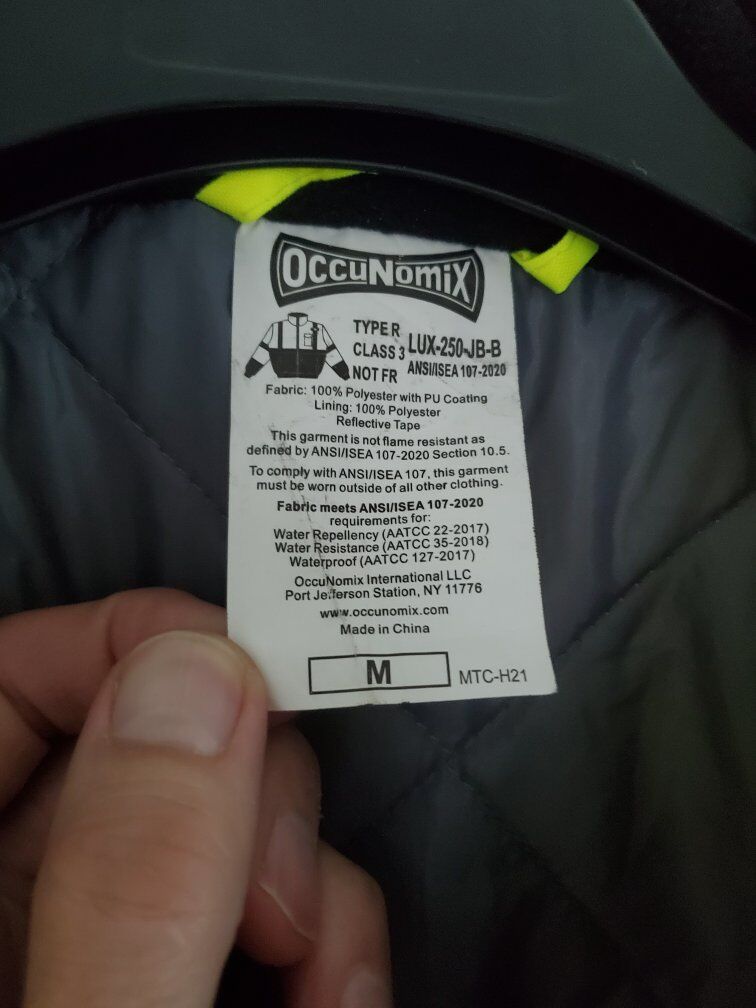 OccuNomiX
TYPE R
CLASS 3
NOT FR
LUX-250-JB-B
ANSI/ISEA 107-2020
Fabric: 100% Polyester with PU Coating
Lining: 100% Polyester
Reflective Tape
This garment is not flame resistant as
defined by ANSI/ISEA 107-2020 Section 10.5.
To comply with ANSI/ISEA 107, this garment
must be worn outside of all other clothing.
Fabric meets ANSI/ISEA 107-2020
requirements for:
Water Repellency (AATCC 22-2017)
Water Resistance (AATCC 35-2018)
Waterproof (AATCC 127-2017)
OccuNomix International LLC
Port Jefferson Station, NY 11776
www.occunomix.com
Made in China
M
MTC-H21